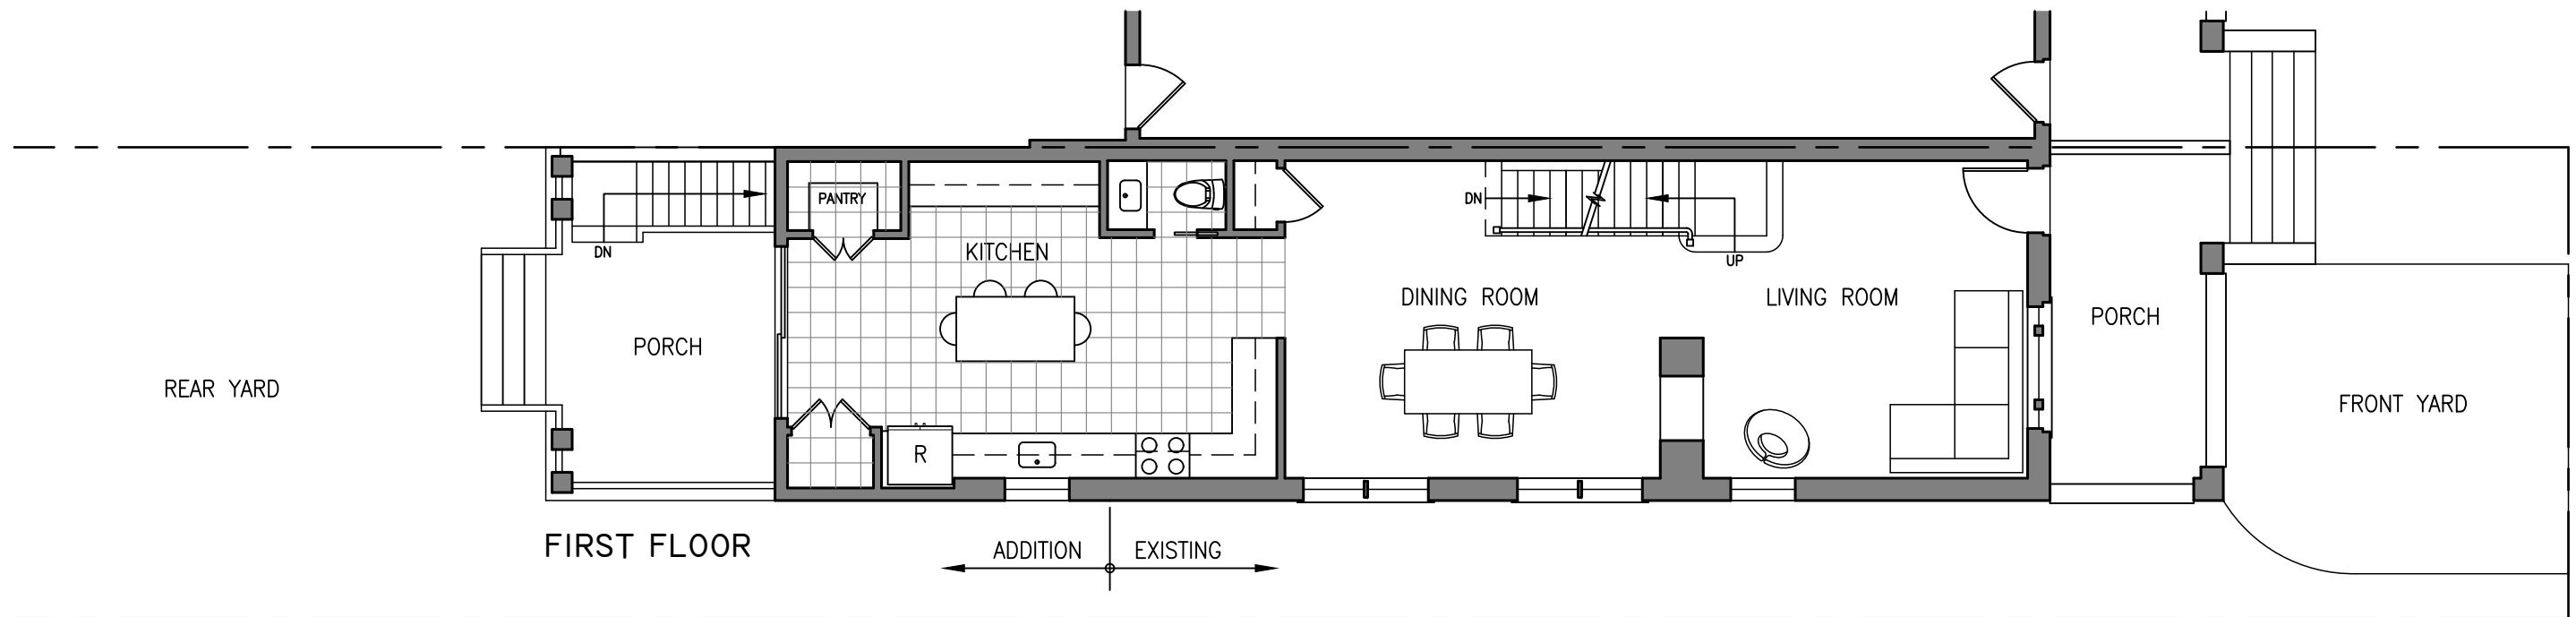 PANTRY
DN
KITCHEN
DN
UP
DINING ROOM
LIVING ROOM
PORCH
PORCH
REAR YARD
FRONT YARD
R
FIRST FLOOR
ADDITION
EXISTING